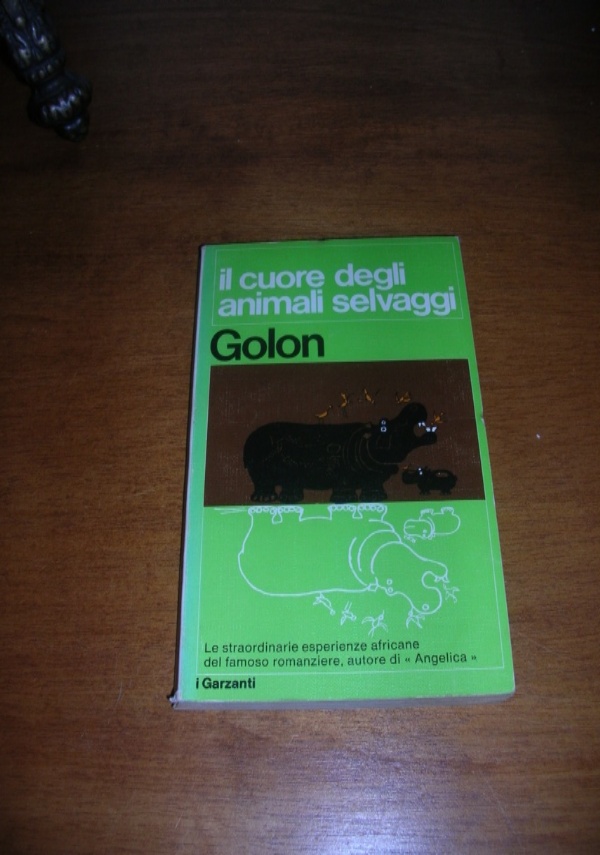 il cuore degli
animali selvaggi
Golon
Le straordinarie esperienze africane
del famoso romanziere, autore di « Angelica »
i Garzanti